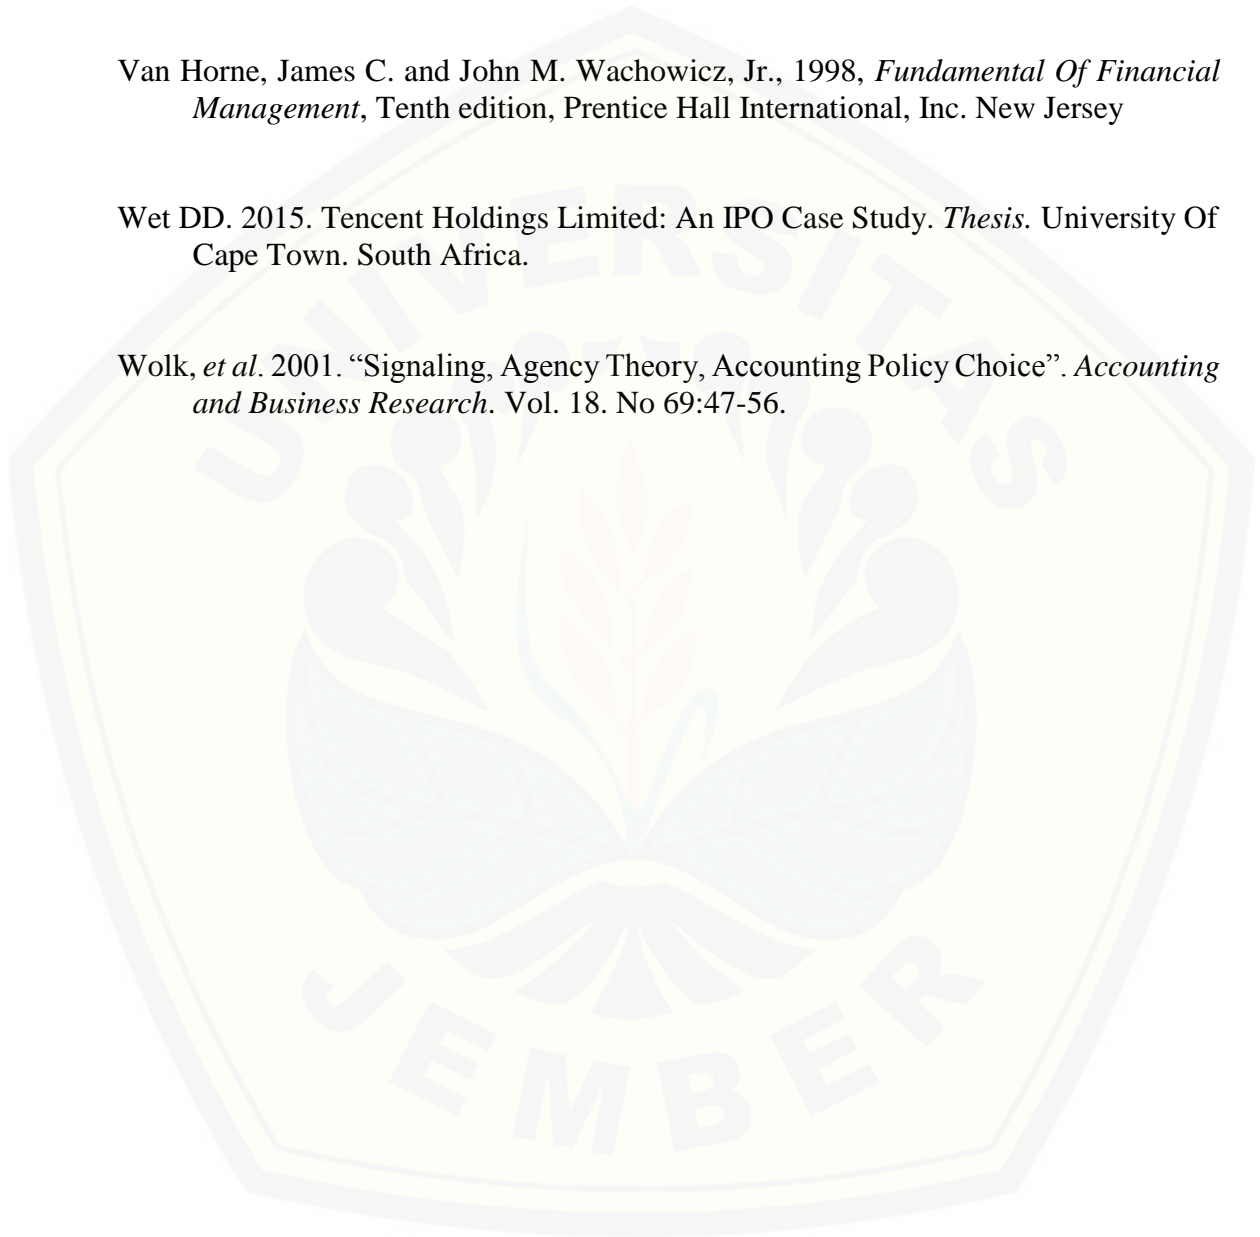 Van Horne, James C. and John M. Wachowicz, Jr., 1998, Fundamental Of Financial
Management, Tenth edition, Prentice Hall International, Inc. New Jersey
Wet DD. 2015. Tencent Holdings Limited: An IPO Case Study. Thesis. University Of
Cape Town. South Africa.
Wolk, et al. 2001. “Signaling, Agency Theory, Accounting Policy Choice”. Accounting
and Business Research. Vol. 18. No 69:47-56.
UNIVERSITAS
JEMBER